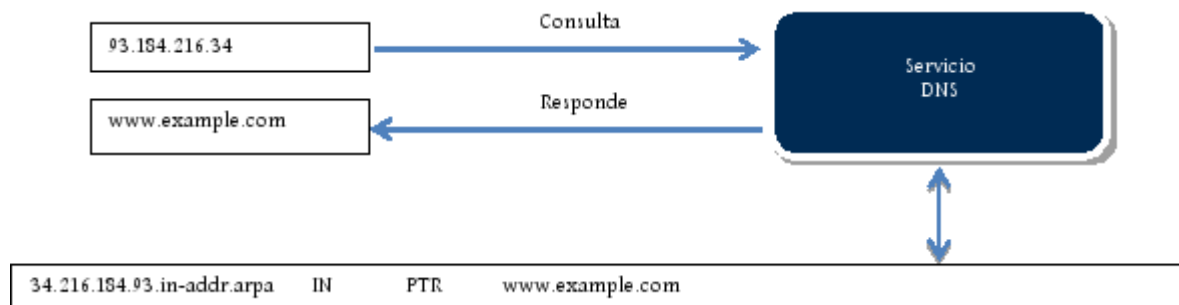 Consulta
93.184.216.34
Servicio
DNS
Responde
www.example.com
34.216.184.93.in-addr.arpa IN PTR www.example.com